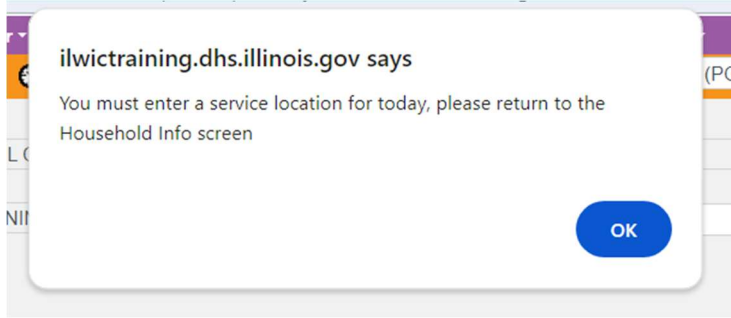 ilwictraining.dhs.illinois.gov says
(PO
You must enter a service location for today, please return to the
Household Info screen
OK